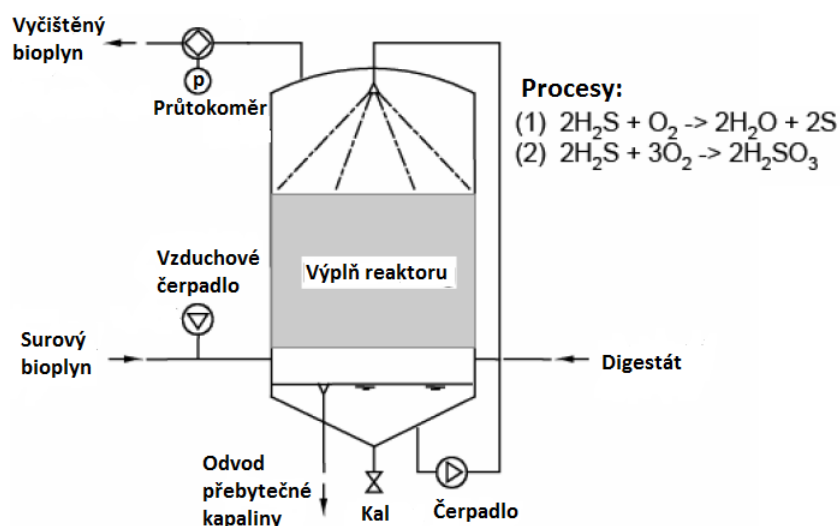 Vyčištěný
bioplyn
p
Průtokoměr
Procesy:
(1) 2H₂S + O₂ -> 2H₂O + 2S
(2) 2H₂S + 3O₂ -> 2H₂SO₃
Vzduchové
čerpadlo
Výplň reaktoru
Surový
bioplyn
Digestát
Odvod
přebytečné
kapaliny
Kal
Čerpadlo